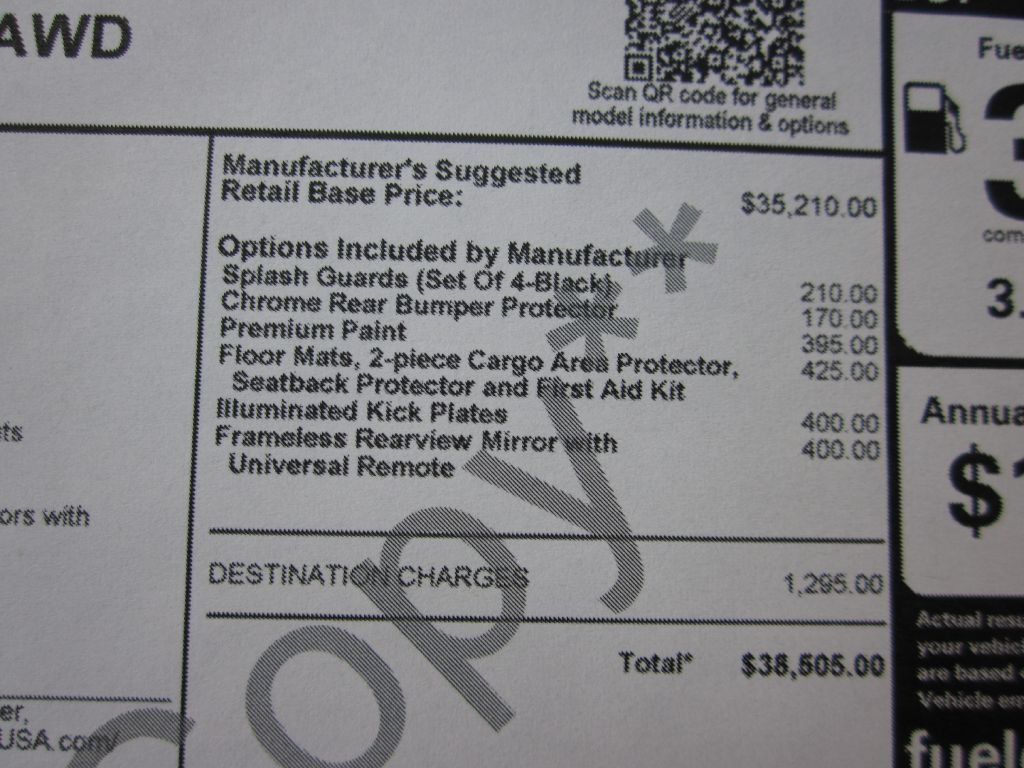 AWD
Scan QR code for general
model information & options
Manufacturer's Suggested
Retail Base Price: $35,210.00
Options Included by Manufacturer
Splash Guards (Set Of 4-Black) 210.00
Chrome Rear Bumper Protector 170.00
Premium Paint 395.00
Floor Mats, 2-piece Cargo Area Protector, 425.00
Seatback Protector and First Aid Kit
Illuminated Kick Plates 400.00
Frameless Rearview Mirror with 400.00
Universal Remote
DESTINATION CHARGES 1,295.00
Total* $38,505.00
Copy**
ors with
USA.com/
Fue
com
3.
Annua
$1
Actual resu
your vehic
are based
Vehicle em
fuel